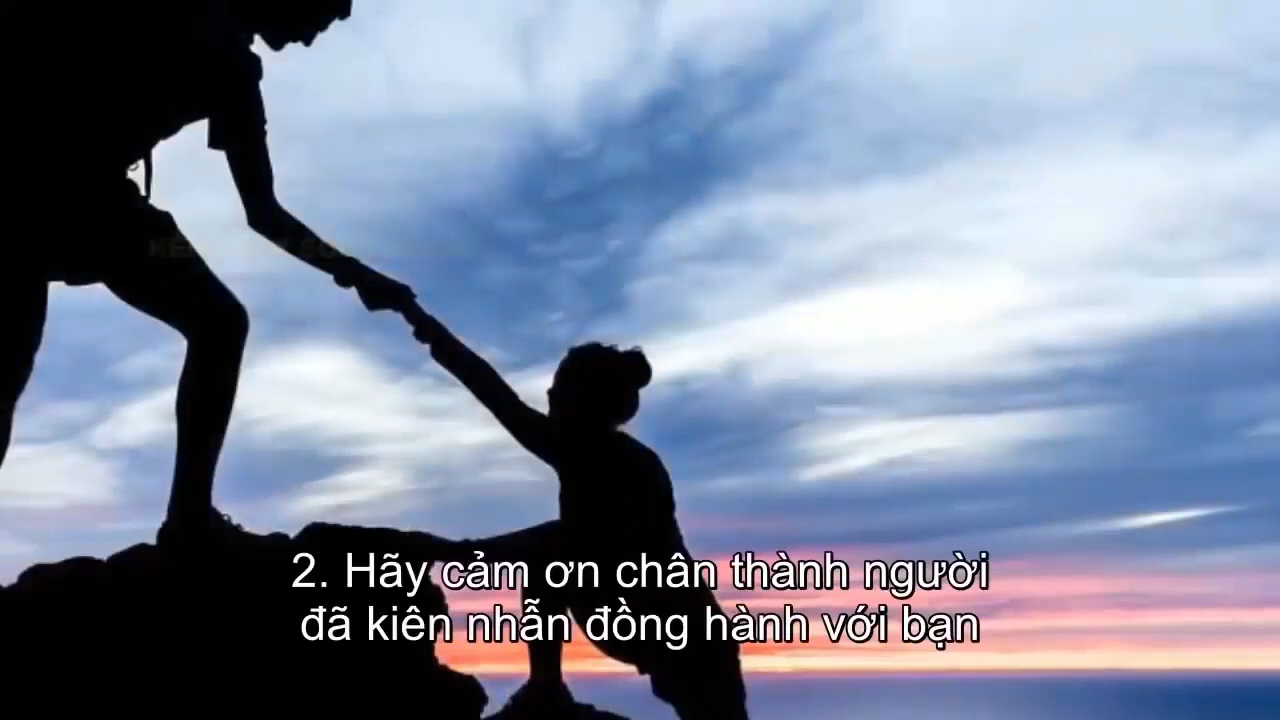 2. Hãy cảm ơn chân thành người
đã kiên nhẫn đồng hành với bạn